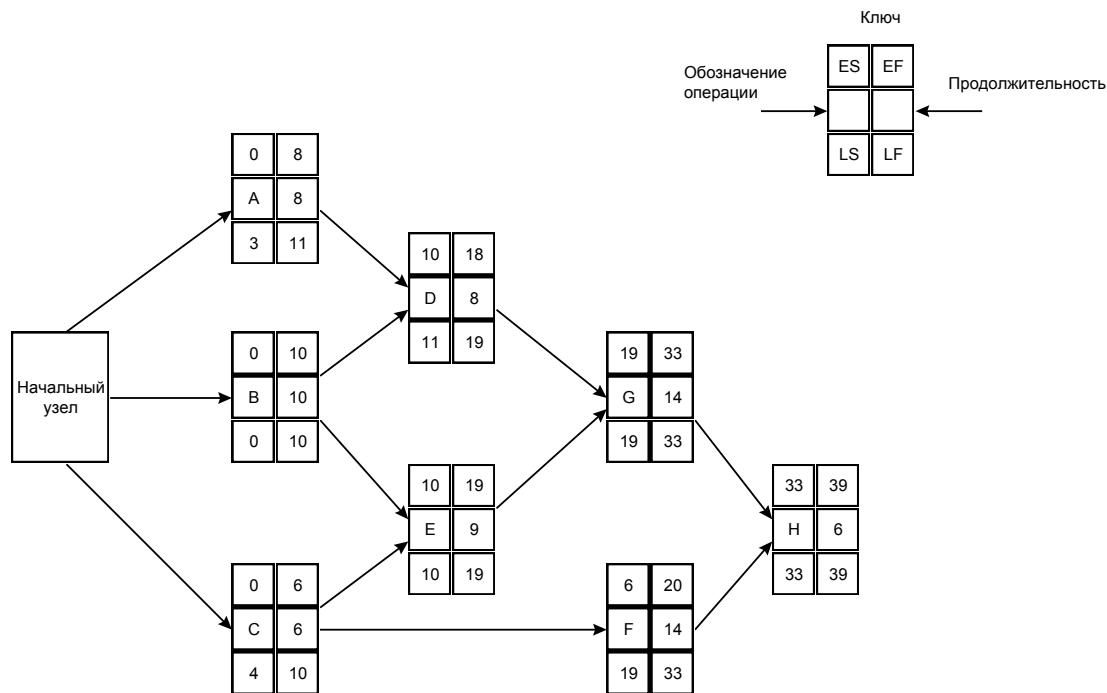 Ключ
ES EF
Обозначение
операции
Продолжительность
LS LF
0 8
A 8
3 11
10 18
D 8
11 19
Начальный
узел
0 10
B 10
0 10
19 33
G 14
19 33
10 19
E 9
10 19
33 39
H 6
33 39
0 6
C 6
4 10
6 20
F 14
19 33